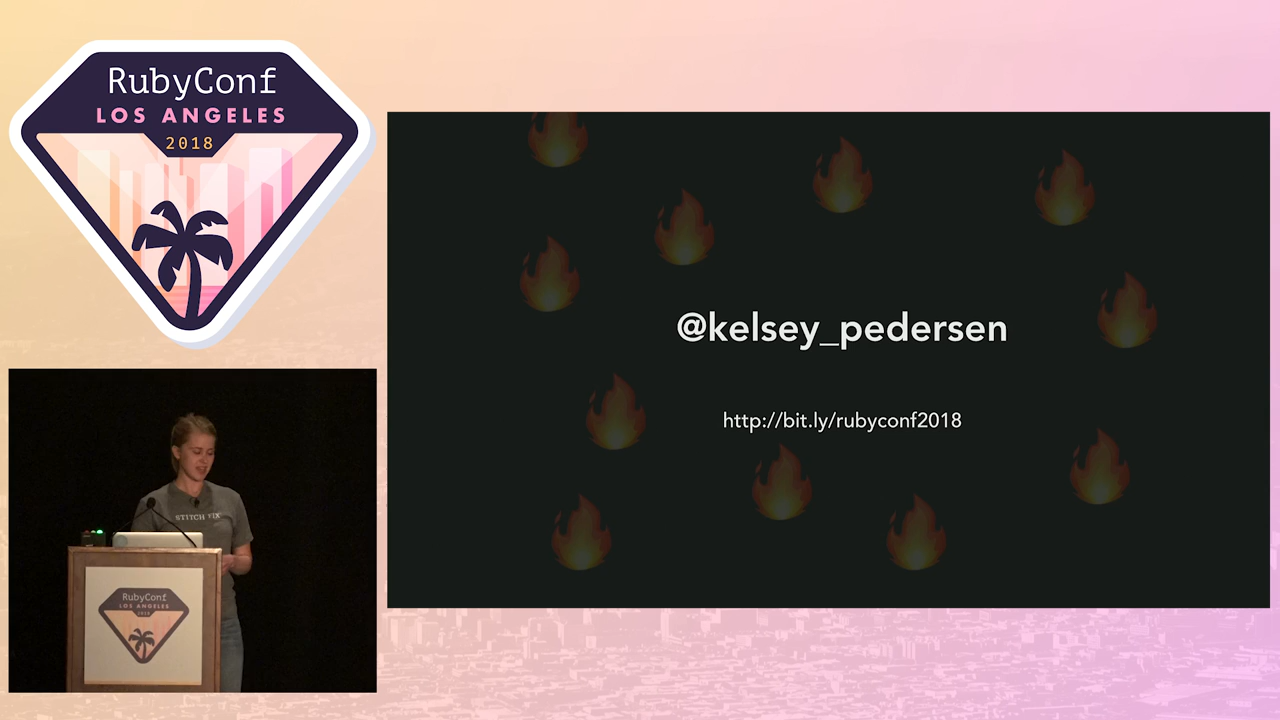 RubyConf
LOS ANGELES
2018
@kelsey_pedersen
http://bit.ly/rubyconf2018
STITCH FIX
RubyConf
LOS ANGELES
2018